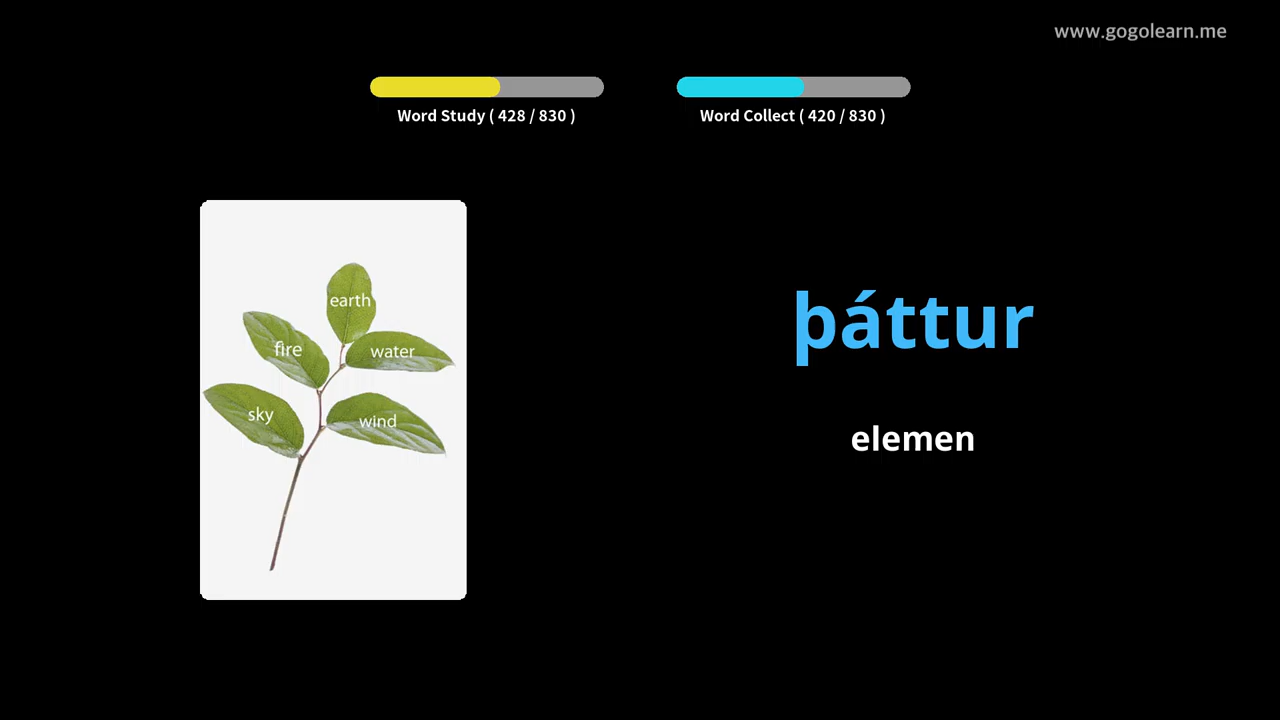 www.gogolearn.me
Word Study ( 428 / 830 )
Word Collect ( 420 / 830 )
earth
fire
water
sky
wind
þáttur
elemen